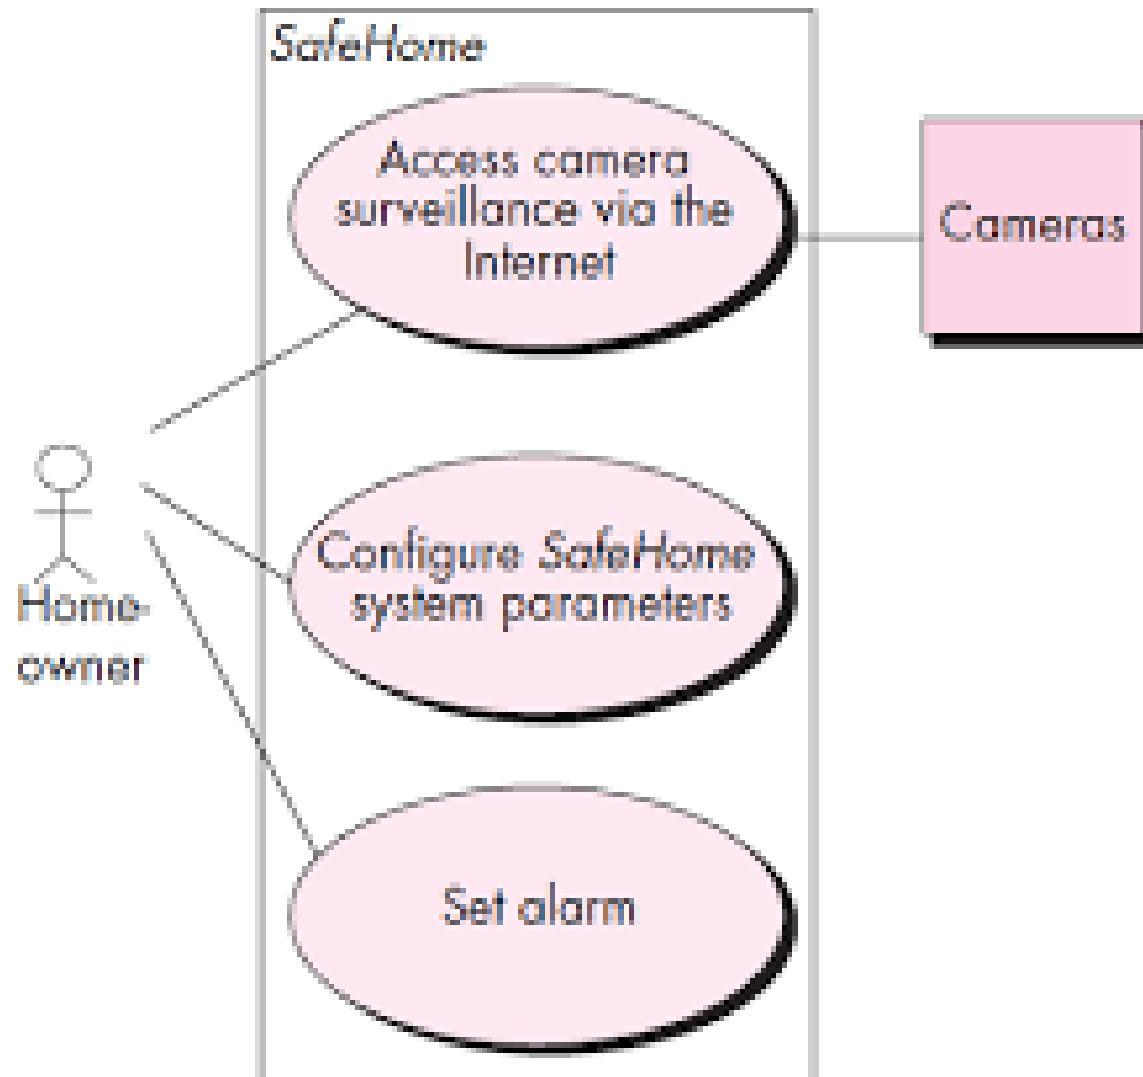 SafeHome
Access camera
surveillance via the
Internet
Cameras
Configure SafeHome
system parameters
Home-
owner
Set alarm